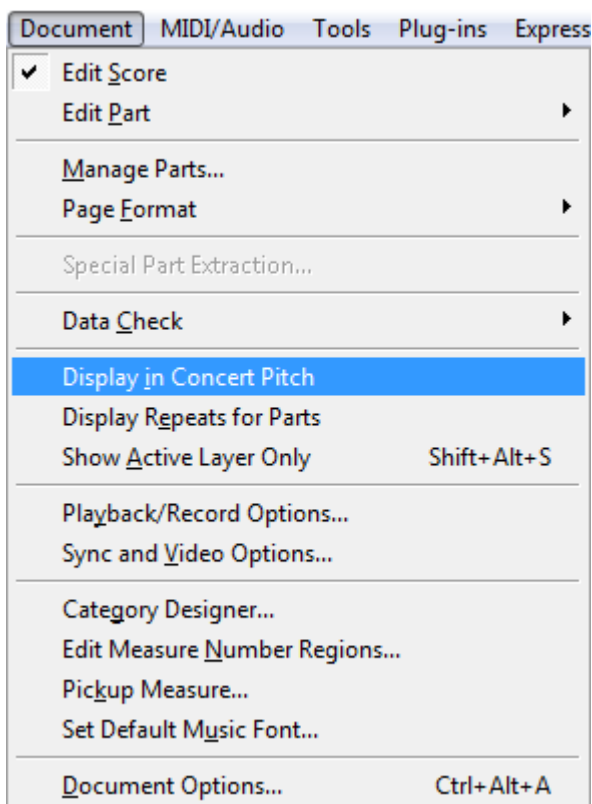 Document MIDI/Audio Tools Plug-ins Express
Edit Score
Edit Part
Manage Parts...
Page Format
Special Part Extraction...
Data Check
Display in Concert Pitch
Display Repeats for Parts
Show Active Layer Only Shift+Alt+S
Playback/Record Options...
Sync and Video Options...
Category Designer...
Edit Measure Number Regions...
Pickup Measure...
Set Default Music Font...
Document Options... Ctrl+Alt+A